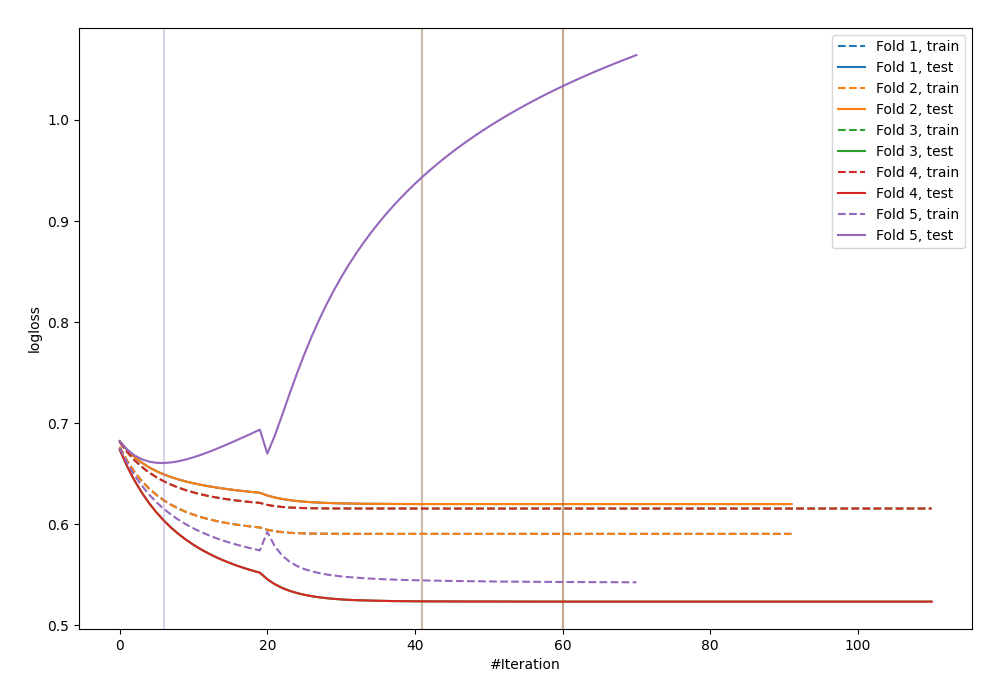 Fold 1, train
Fold 1, test
Fold 2, train
Fold 2, test
Fold 3, train
Fold 3, test
Fold 4, train
Fold 4, test
Fold 5, train
Fold 5, test
1.0
0.9
0.8
0.7
0.6
0.5
logloss
0 20 40 60 80 100
#Iteration